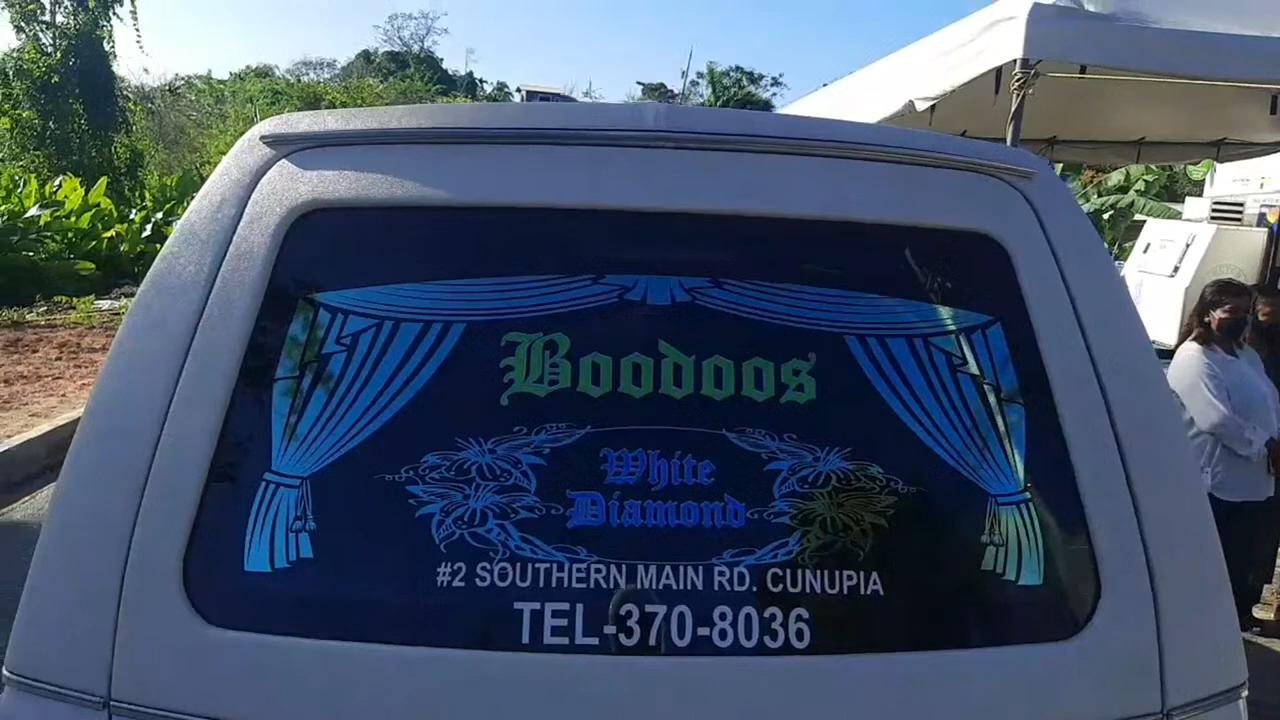 Boodoos
White
Diamond
#2 SOUTHERN MAIN RD. CUNUPIA
TEL-370-8036